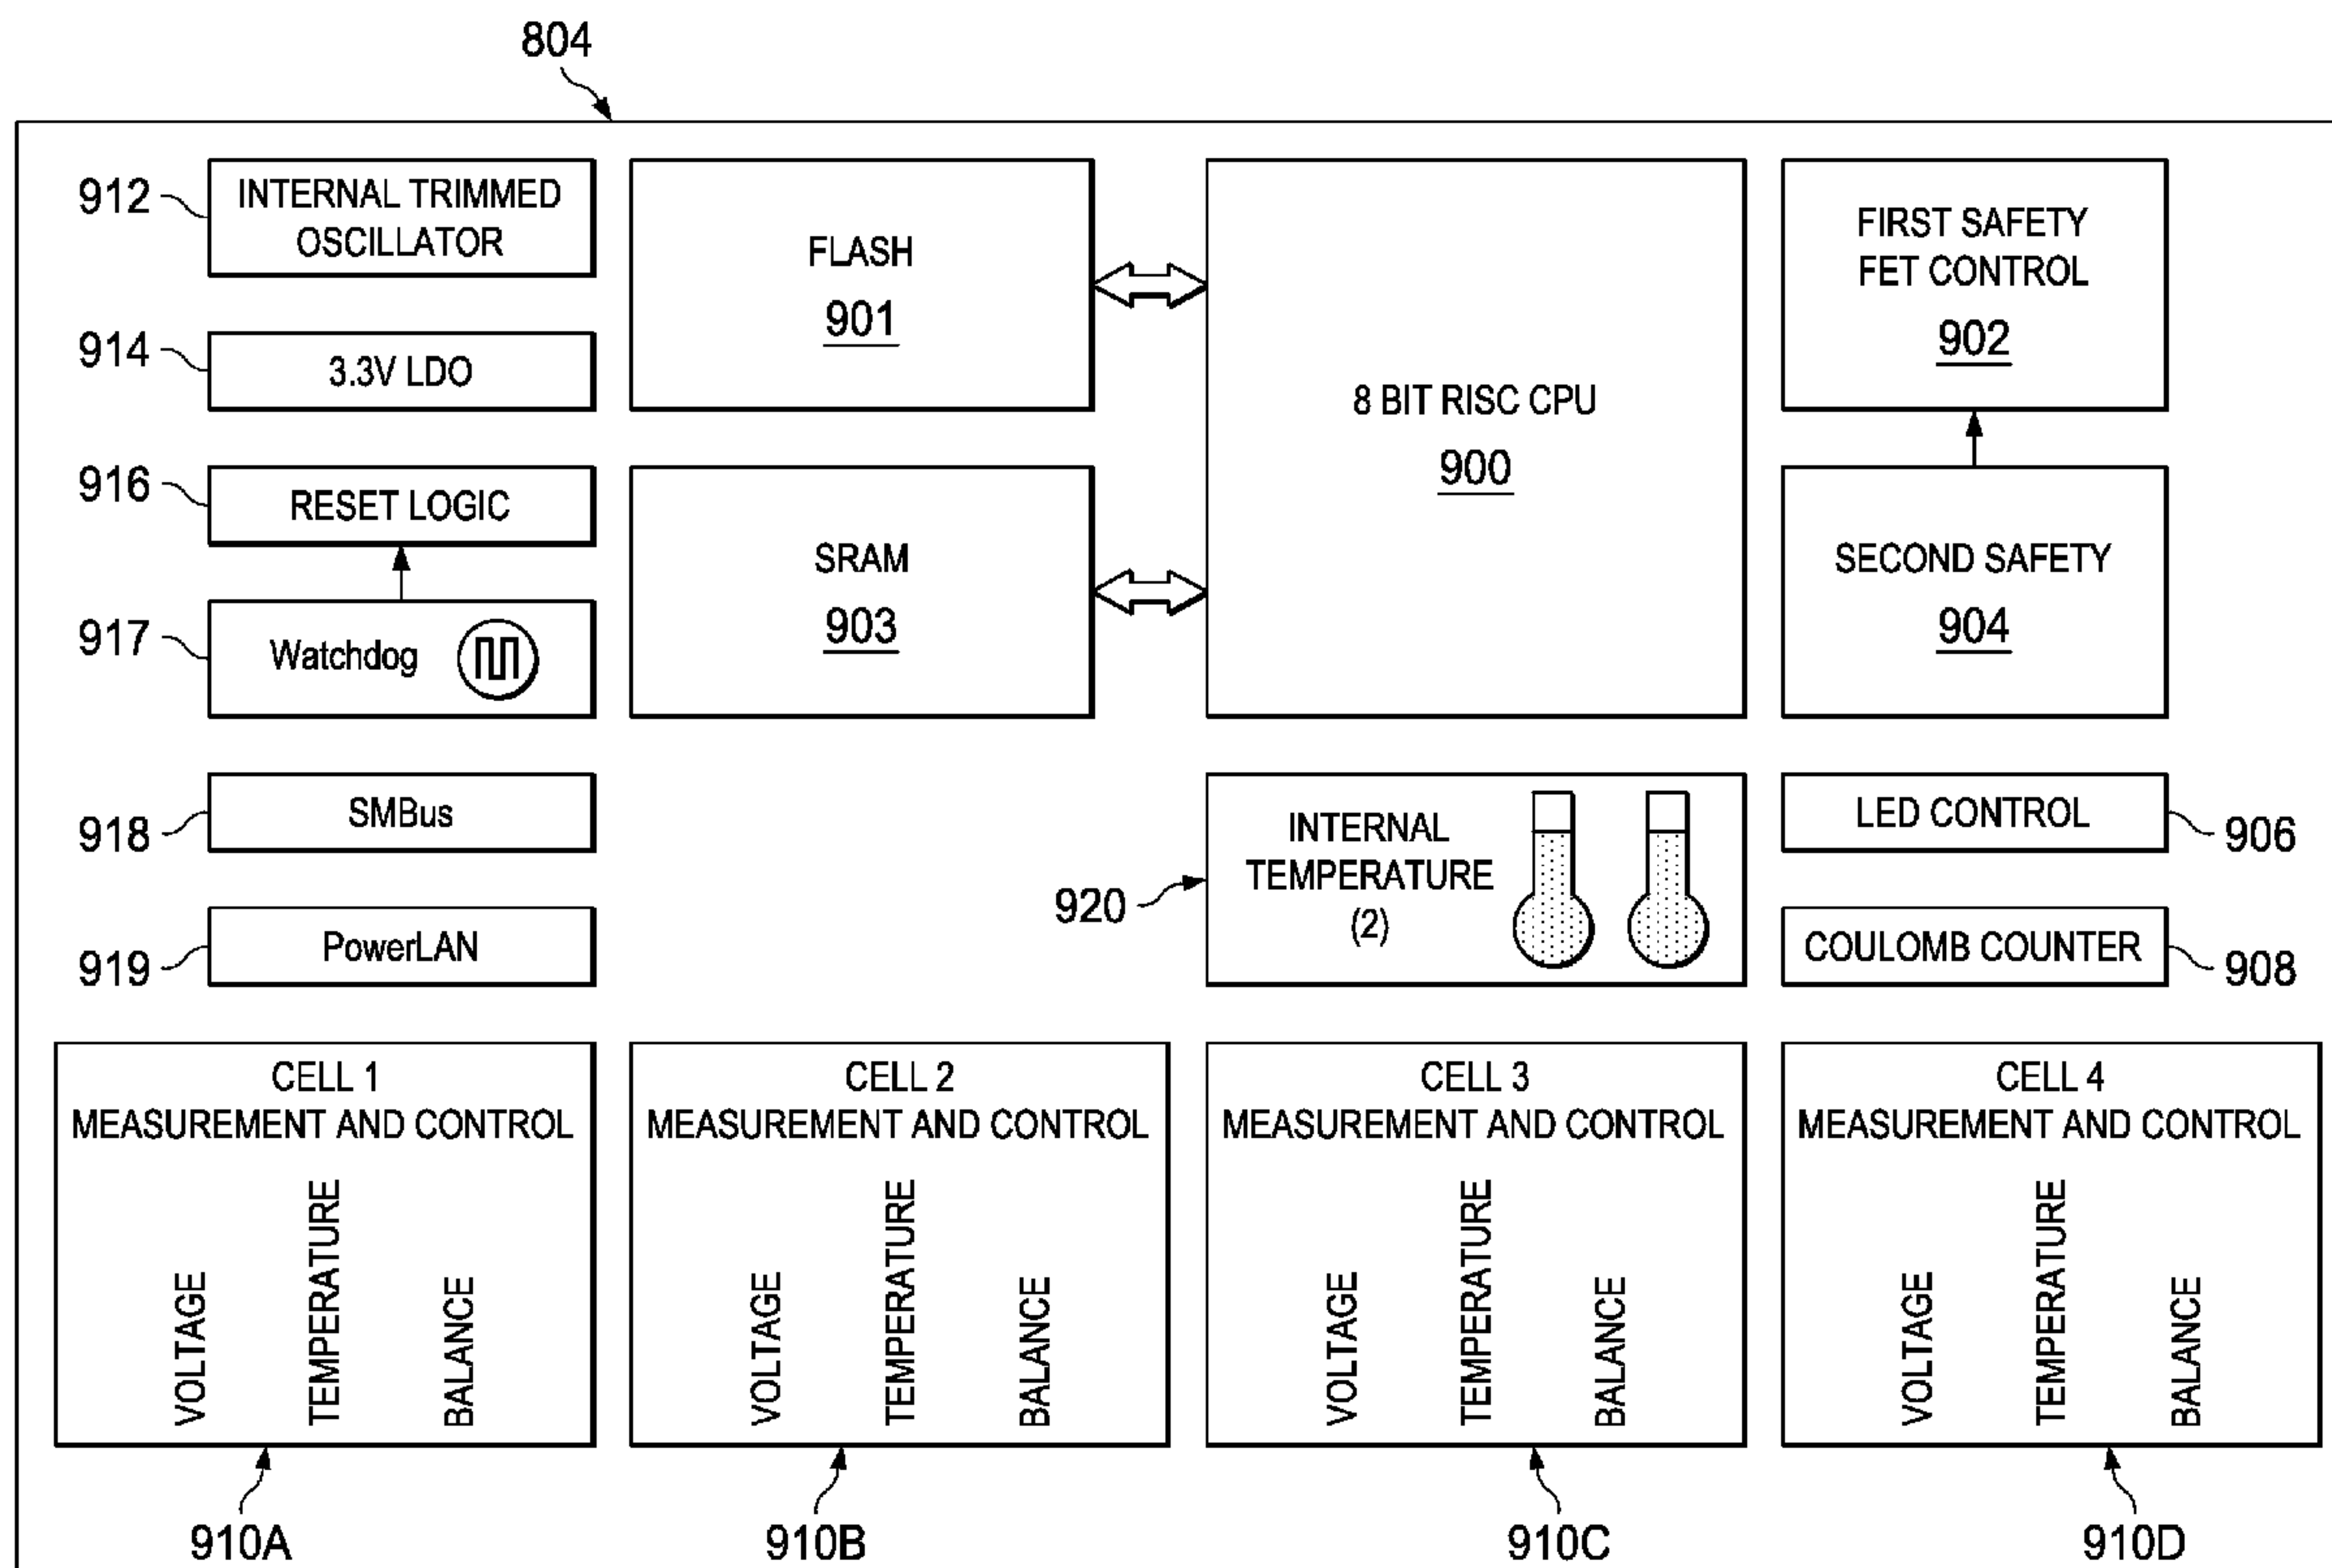 804
912
INTERNAL TRIMMED
OSCILLATOR
914
3.3V LDO
916
RESET LOGIC
917
Watchdog
918
SMBus
919
PowerLAN
FLASH
901
SRAM
903
8 BIT RISC CPU
900
FIRST SAFETY
FET CONTROL
902
SECOND SAFETY
904
920
INTERNAL
TEMPERATURE
(2)
LED CONTROL
906
COULOMB COUNTER
908
CELL 1
MEASUREMENT AND CONTROL
VOLTAGE
TEMPERATURE
BALANCE
910A
CELL 2
MEASUREMENT AND CONTROL
VOLTAGE
TEMPERATURE
BALANCE
910B
CELL 3
MEASUREMENT AND CONTROL
VOLTAGE
TEMPERATURE
BALANCE
910C
CELL 4
MEASUREMENT AND CONTROL
VOLTAGE
TEMPERATURE
BALANCE
910D